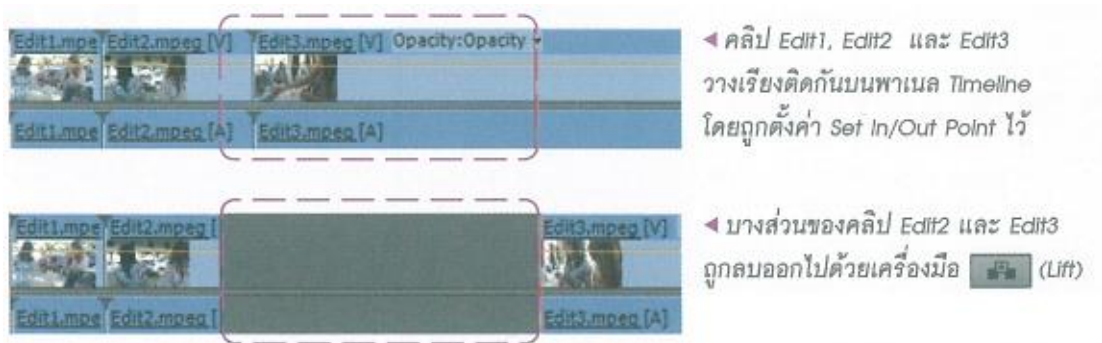 Edit1.mpe Edit2.mpeg [V] Edit3.mpeg [V] Opacity:Opacity
Edit1.mpe Edit2.mpeg [A] Edit3.mpeg [A]
◄ คลิป Edit1, Edit2 และ Edit3
วางเรียงติดกันบนพาเนล Timeline
โดยถูกตั้งค่า Set In/Out Point ไว้
Edit1.mpe Edit2.mpeg [ Edit3.mpeg [V]
Edit1.mpe Edit2.mpeg [ Edit3.mpeg [A]
◄ บางส่วนของคลิป Edit2 และ Edit3
ถูกลบออกไปด้วยเครื่องมือ (Lift)